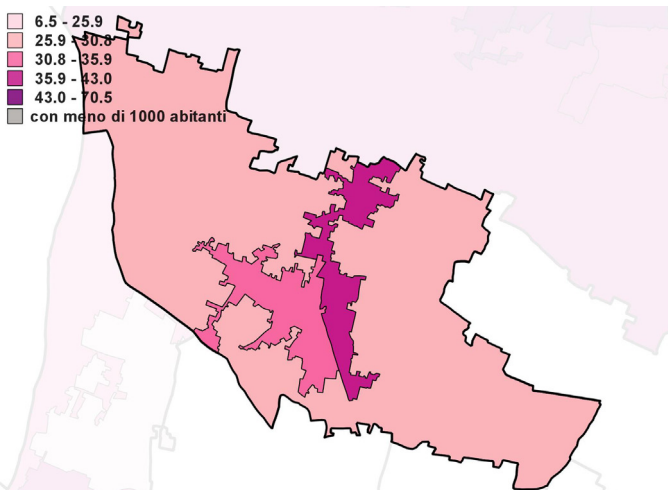 6.5 - 25.9
25.9 - 30.8
30.8 - 35.9
35.9 - 43.0
43.0 - 70.5
con meno di 1000 abitanti